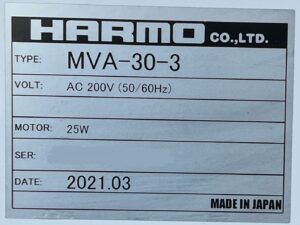 HARMO CO.,LTD.
TYPE: MVA-30-3
VOLT: AC 200V (50/60Hz)
MOTOR: 25W
SER:
DATE: 2021.03
MADE IN JAPAN